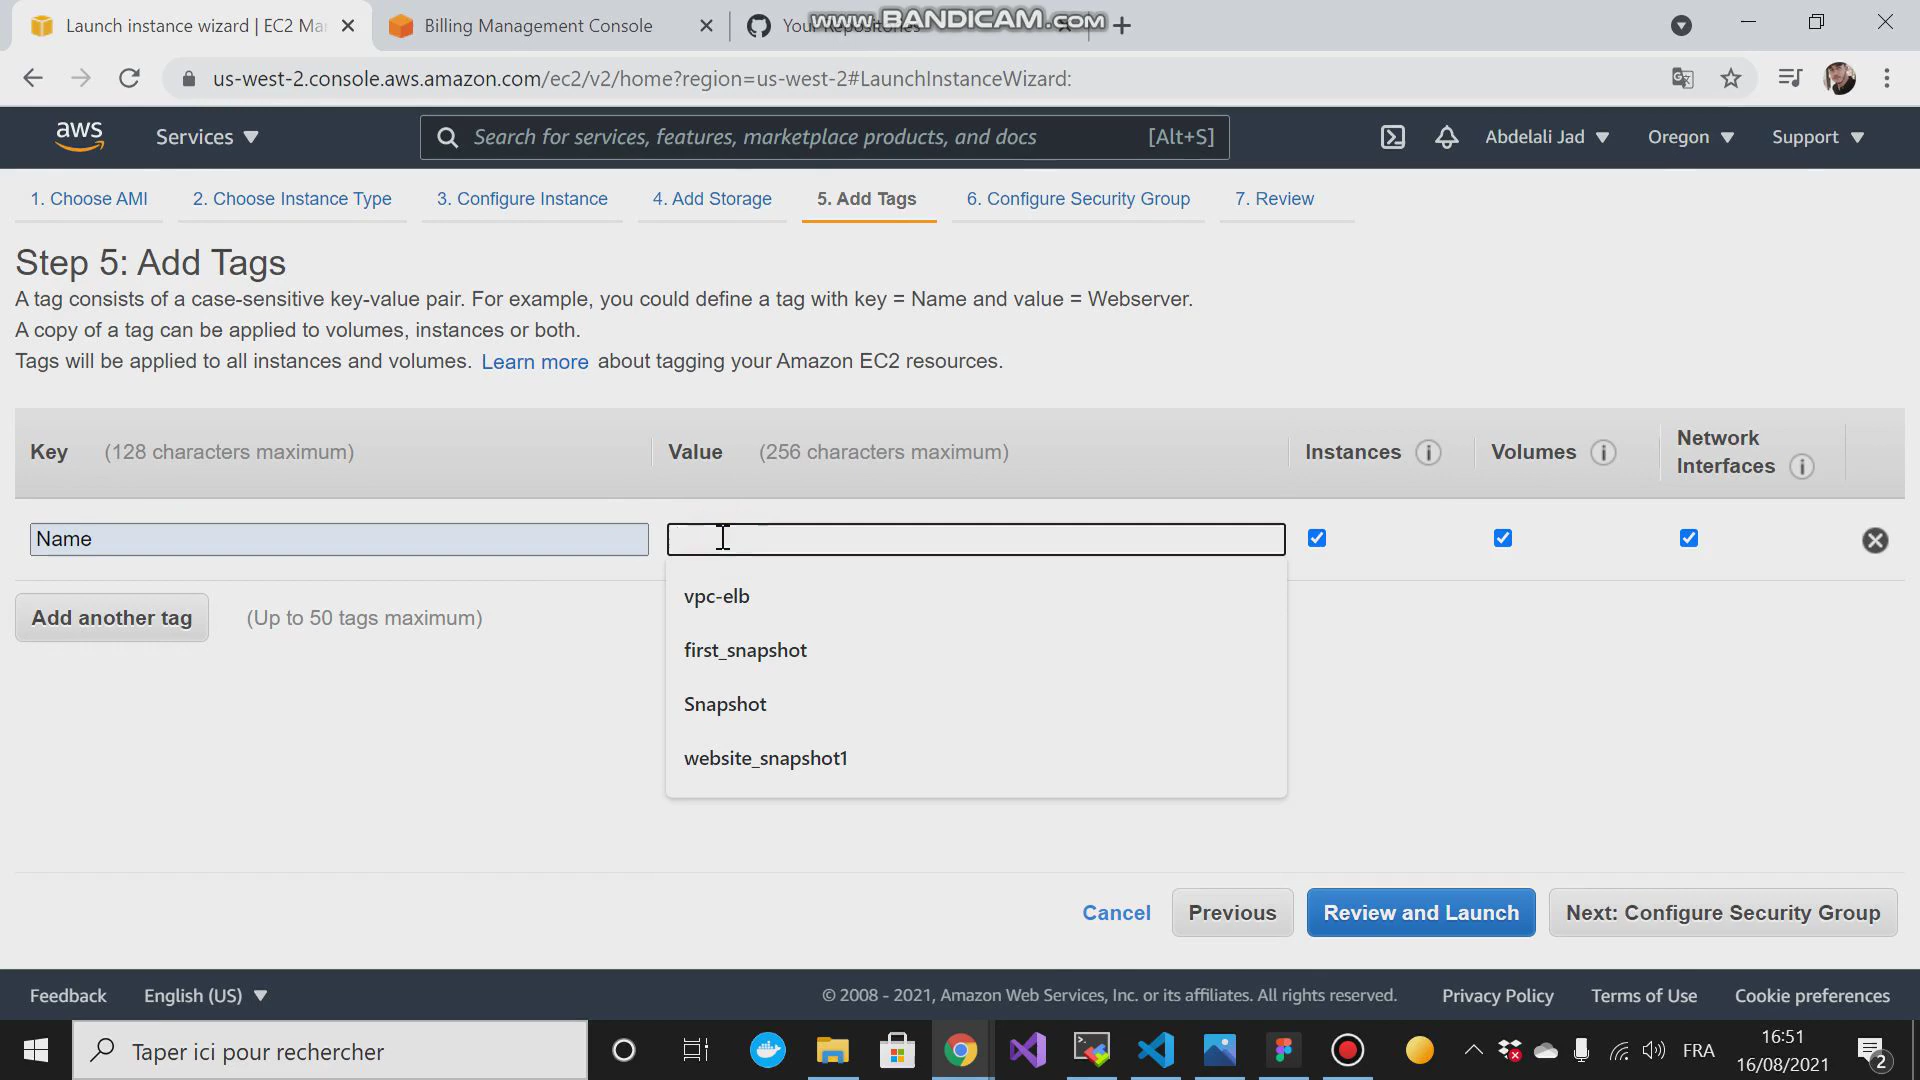 Launch instance wizard | EC2 Ma
Billing Management Console
Your Repositories
www.BANDICAM.com
us-west-2.console.aws.amazon.com/ec2/v2/home?region=us-west-2#LaunchInstanceWizard:
aws
Services
Search for services, features, marketplace products, and docs
[Alt+S]
Abdelali Jad
Oregon
Support
1. Choose AMI
2. Choose Instance Type
3. Configure Instance
4. Add Storage
5. Add Tags
6. Configure Security Group
7. Review
Step 5: Add Tags
A tag consists of a case-sensitive key-value pair. For example, you could define a tag with key = Name and value = Webserver.
A copy of a tag can be applied to volumes, instances or both.
Tags will be applied to all instances and volumes. Learn more about tagging your Amazon EC2 resources.
Key (128 characters maximum)
Value (256 characters maximum)
Instances
Volumes
Network
Interfaces
Name
vpc-elb
first_snapshot
Snapshot
website_snapshot1
Add another tag
(Up to 50 tags maximum)
Cancel
Previous
Review and Launch
Next: Configure Security Group
Feedback
English (US)
© 2008 - 2021, Amazon Web Services, Inc. or its affiliates. All rights reserved.
Privacy Policy
Terms of Use
Cookie preferences
Taper ici pour rechercher
FRA
16:51
16/08/2021
2